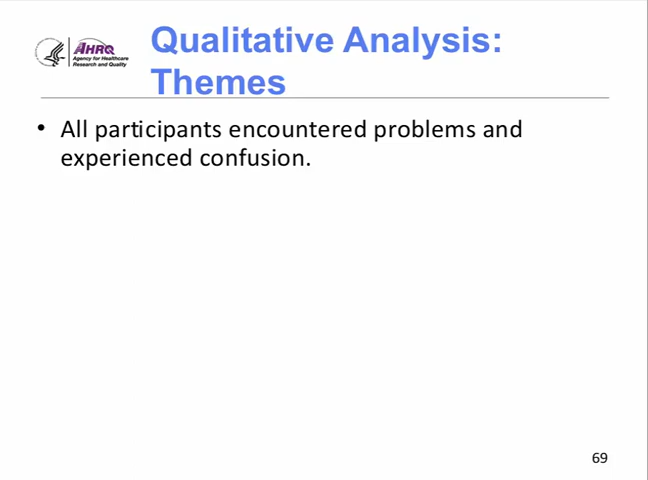 AHRQ
Agency for Healthcare
Research and Quality
Qualitative Analysis:
Themes
• All participants encountered problems and
experienced confusion.
69